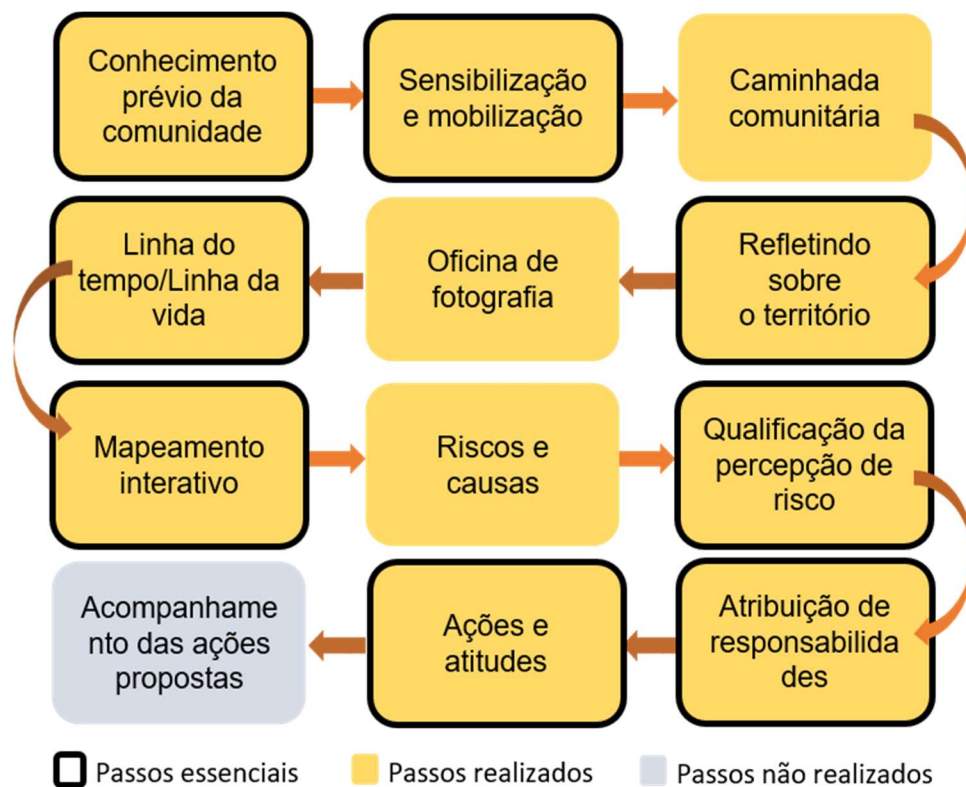 Conhecimento
prévio da
comunidade
Sensibilização
e mobilização
Caminhada
comunitária
Linha do
tempo/Linha da
vida
Oficina de
fotografia
Refletindo
sobre
o território
Mapeamento
interativo
Riscos e
causas
Qualificação da
percepção de
risco
Acompanhame
nto das ações
propostas
Ações e
atitudes
Atribuição de
responsabilida
des
Passos essenciais
Passos realizados
Passos não realizados